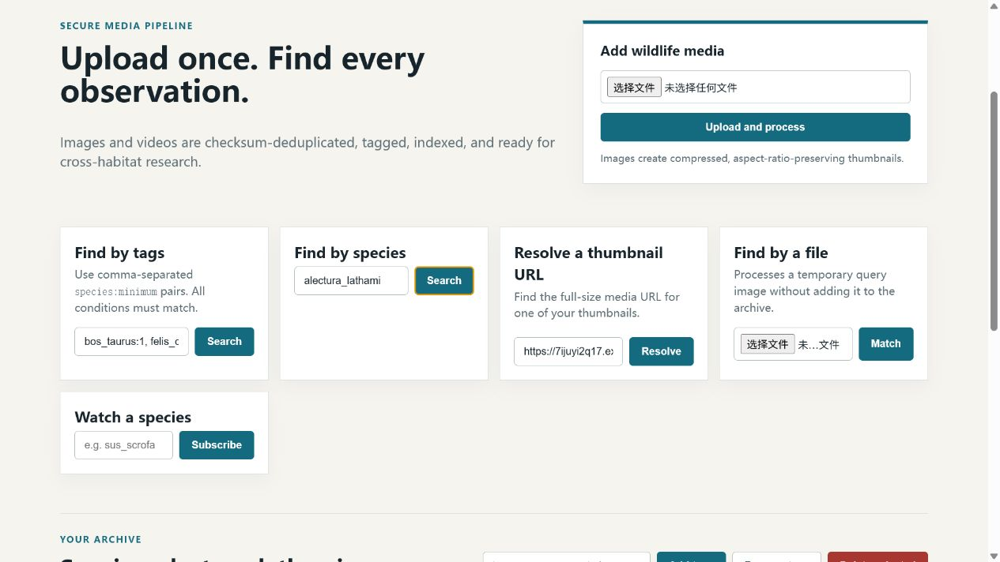 SECURE MEDIA PIPELINE
Upload once. Find every
observation.
Images and videos are checksum-deduplicated, tagged, indexed, and ready for
cross-habitat research.
Add wildlife media
选择文件 未选择任何文件
Upload and process
Images create compressed, aspect-ratio-preserving thumbnails.
Find by tags
Use comma-separated
species:minimum pairs. All
conditions must match.
bos_taurus:1, felis_c Search
Find by species
alectura_lathami Search
Resolve a thumbnail
URL
Find the full-size media URL for
one of your thumbnails.
https://7ijuyi2q17.ex Resolve
Find by a file
Processes a temporary query
image without adding it to the
archive.
选择文件 未…文件 Match
Watch a species
e.g. sus_scrofa Subscribe
YOUR ARCHIVE